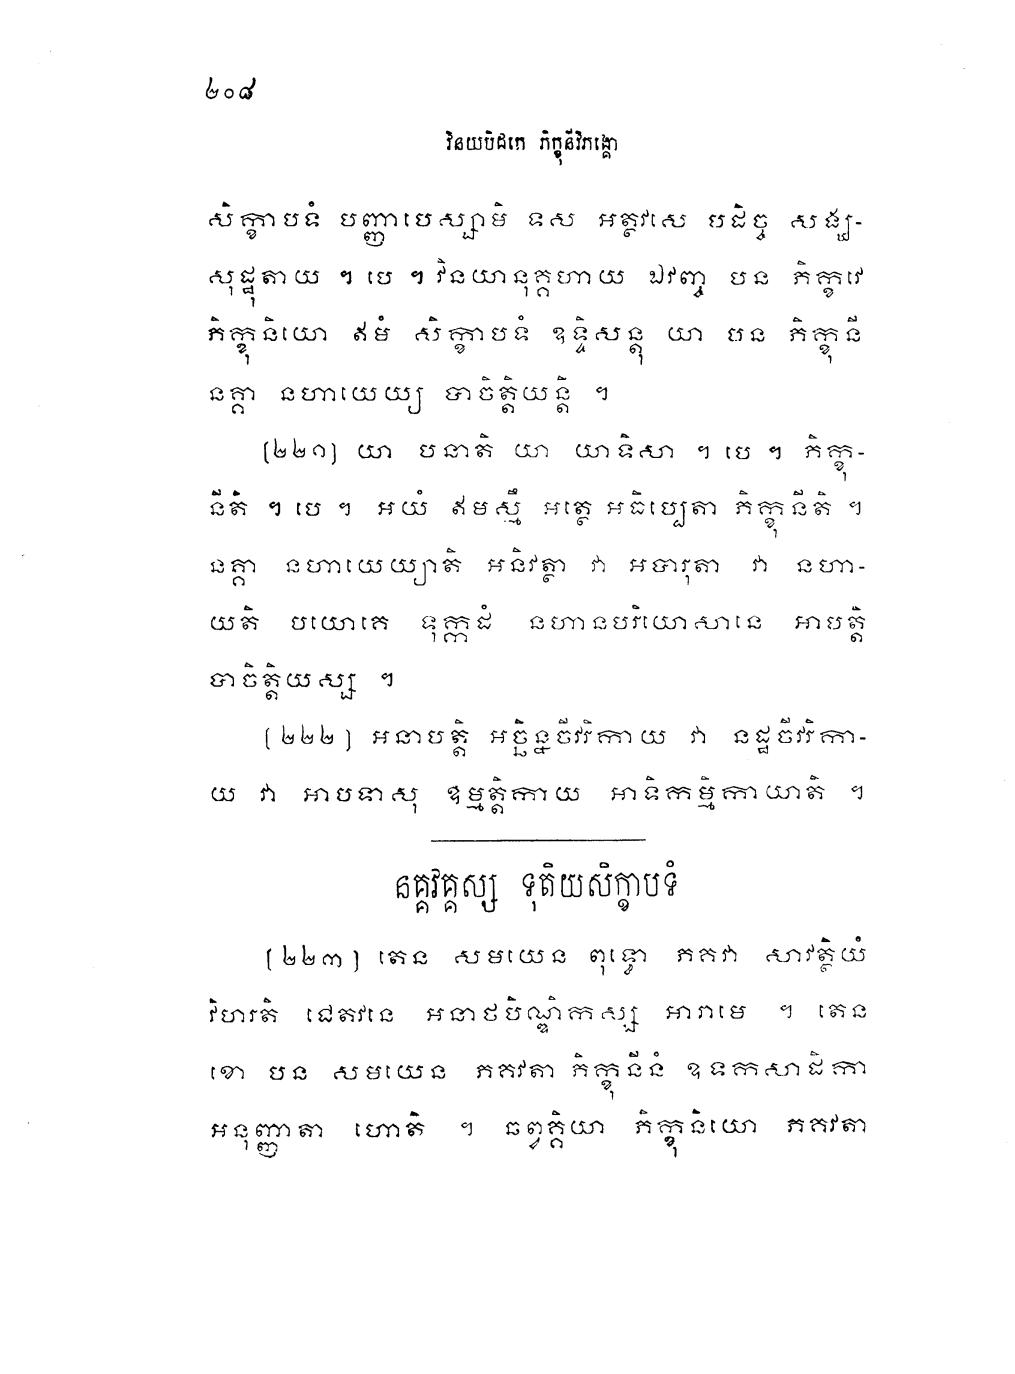 ២០៨
វិនយបិដកេ ភិក្ខុនីវិភង្គោ
សិក្ខាបទំ បញ្ញាបេស្សាមិ ទស អត្ថវសេ បដិច្ច សង្ឃ-
សុដ្ឋុតាយ ។ បេ ។ វិនយានុគ្គហាយ ឯវញ្ច បន ភិក្ខវេ
ភិក្ខុនិយោ ឥមំ សិក្ខាបទំ ឧទ្ទិសន្តុ យា បន ភិក្ខុនី
នគ្គា នហាយេយ្យ បាចិត្តិយន្តិ ។
(២២១) យា បនាតិ យា យាទិសា ។ បេ ។ ភិក្ខុ-
នីតិ ។ បេ ។ អយំ ឥមស្មឹ អត្ថេ អធិប្បេតា ភិក្ខុនីតិ ។
នគ្គា នហាយេយ្យាតិ អនិវត្ថា វា អបារុតា វា នហា-
យតិ បយោគេ ទុក្កដំ នហានបរិយោសានេ អាបត្តិ
បាចិត្តិយស្ស ។
(២២២) អនាបត្តិ អច្ឆិន្នចីវរិកាយ វា នដ្ឋចីវរិកា-
យ វា អាបទាសុ ឧម្មត្តិកាយ អាទិកម្មិកាយាតិ ។
នគ្គវគ្គស្ស ទុតិយសិក្ខាបទំ
(២២៣) តេន សមយេន ពុទ្ធោ ភគវា សាវត្ថិយំ
វិហរតិ ជេតវនេ អនាថបិណ្ឌិកស្ស អារាមេ ។ តេន
ខោ បន សមយេន ភគវតា ភិក្ខុនីនំ ឧទកសាដិកា
អនុញ្ញាតា ហោតិ ។ ឆព្វគ្គិយា ភិក្ខុនិយោ ភគវតា